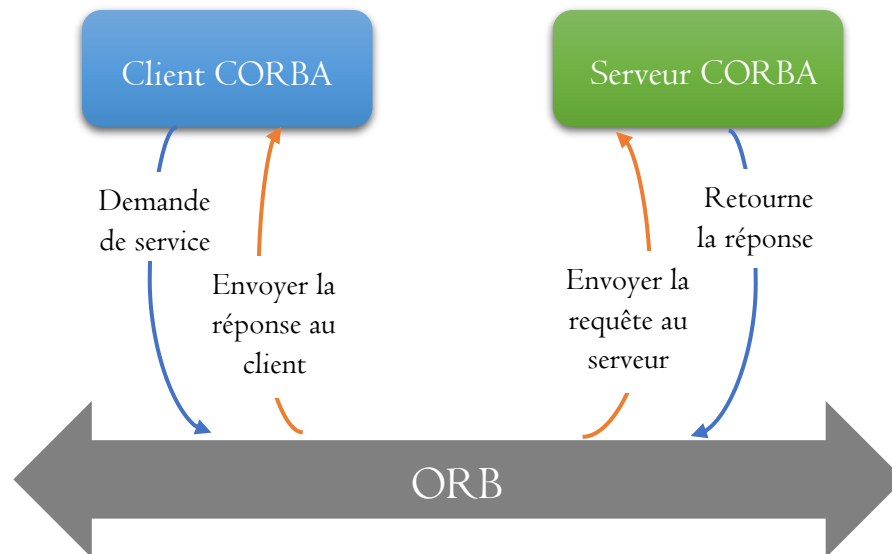 Client CORBA
Serveur CORBA
Demande
de service
Envoyer la
réponse au
client
Envoyer la
requête au
serveur
Retourne
la réponse
ORB